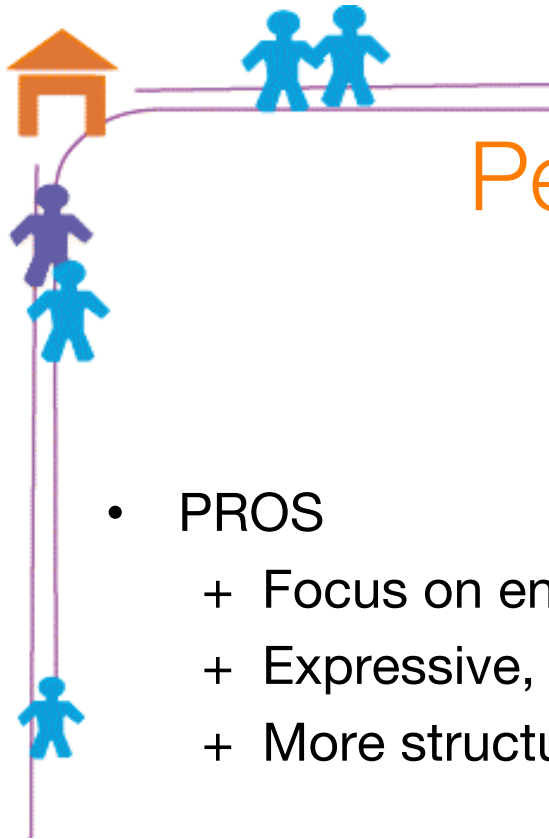 Pe
• PROS
+ Focus on en
+ Expressive,
+ More structu